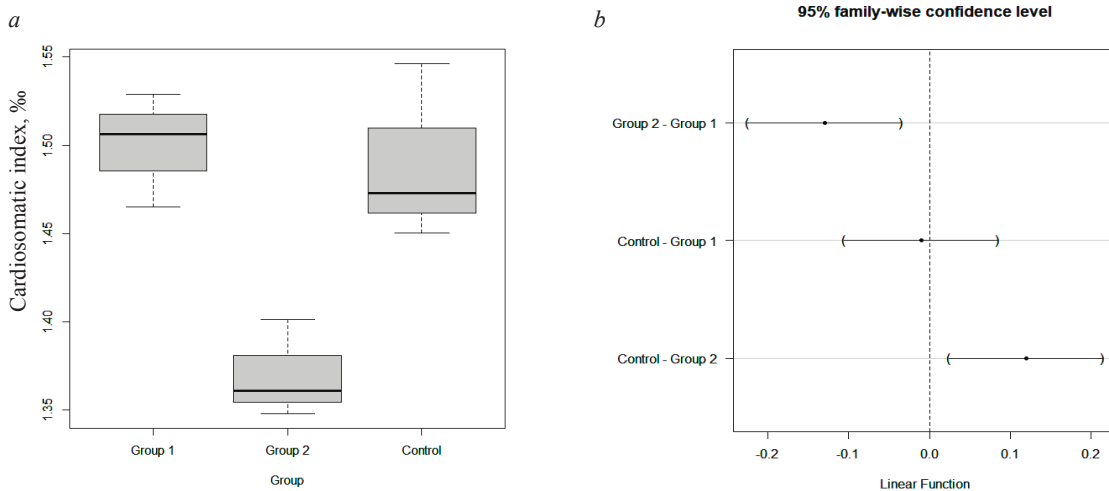 a
Cardiosomatic index, ‰
1.55
1.50
1.45
1.40
1.35
Group 1
Group 2
Control
Group
b
95% family-wise confidence level
Group 2 - Group 1
Control - Group 1
Control - Group 2
-0.2
-0.1
0.0
0.1
0.2
Linear Function